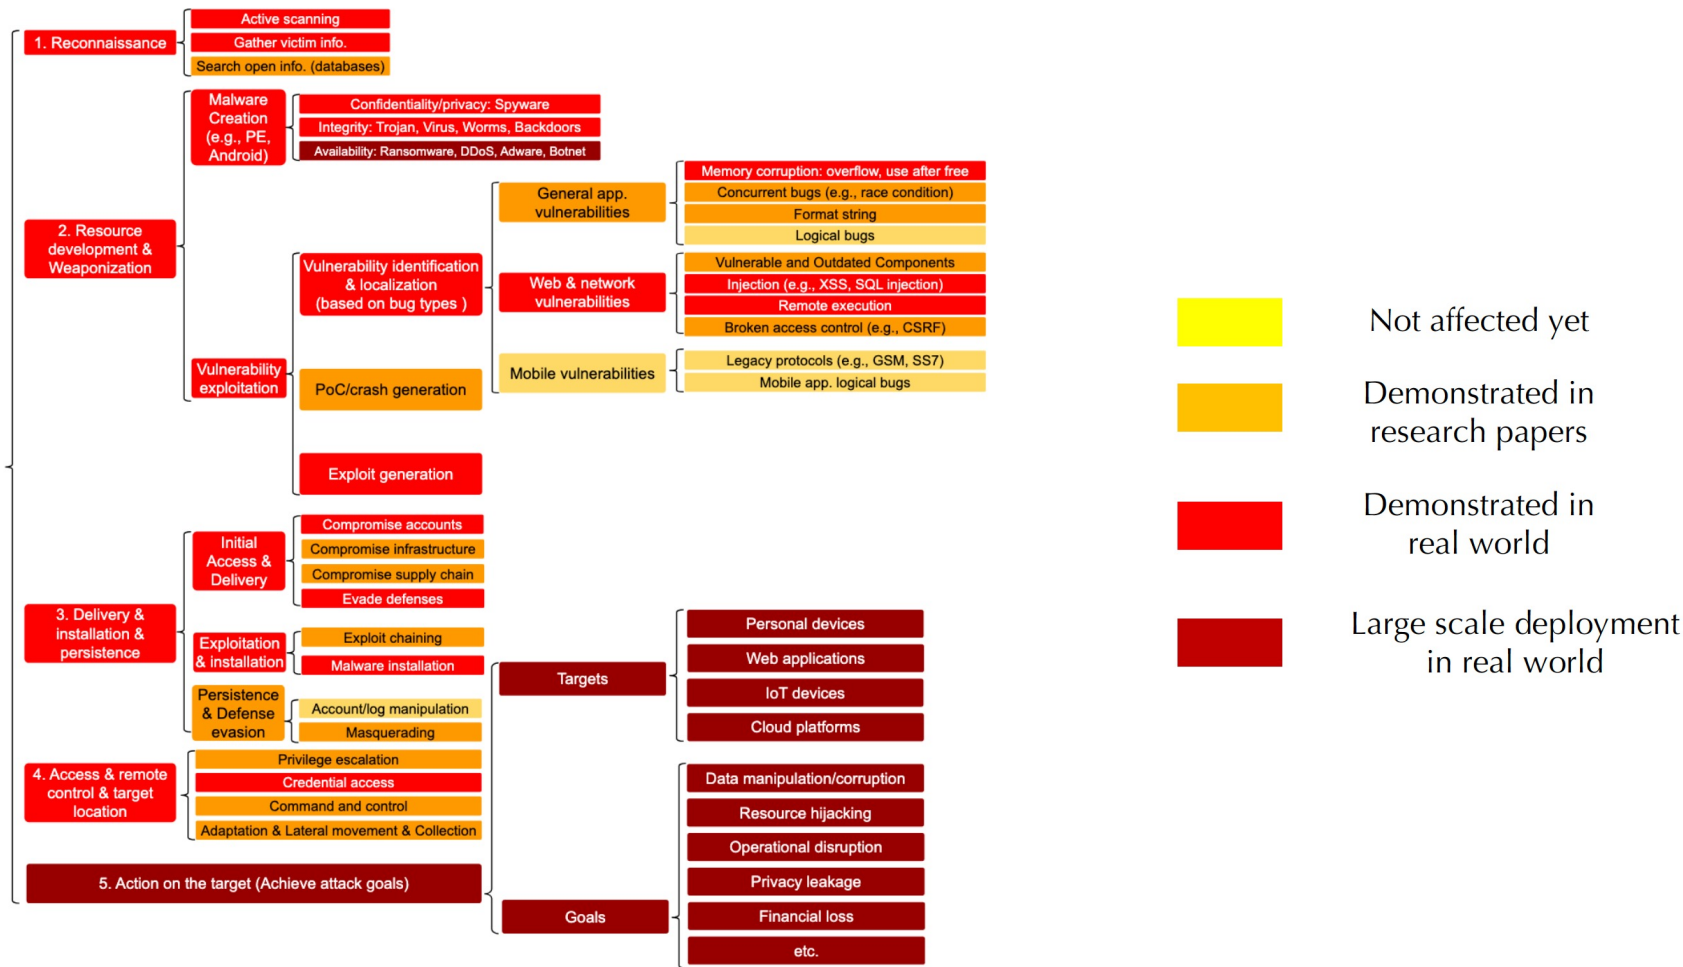 1. Reconnaissance
Active scanning
Gather victim info.
Search open info. (databases)
2. Resource
development &
Weaponization
Malware
Creation
(e.g., PE,
Android)
Confidentiality/privacy: Spyware
Integrity: Trojan, Virus, Worms, Backdoors
Availability: Ransomware, DDoS, Adware, Botnet
Vulnerability
exploitation
Vulnerability identification
& localization
(based on bug types )
General app.
vulnerabilities
Memory corruption: overflow, use after free
Concurrent bugs (e.g., race condition)
Format string
Logical bugs
Web & network
vulnerabilities
Vulnerable and Outdated Components
Injection (e.g., XSS, SQL injection)
Remote execution
Broken access control (e.g., CSRF)
Mobile vulnerabilities
Legacy protocols (e.g., GSM, SS7)
Mobile app. logical bugs
PoC/crash generation
Exploit generation
3. Delivery &
installation &
persistence
Initial
Access &
Delivery
Compromise accounts
Compromise infrastructure
Compromise supply chain
Evade defenses
Exploitation
& installation
Exploit chaining
Malware installation
Persistence
& Defense
evasion
Account/log manipulation
Masquerading
4. Access & remote
control & target
location
Privilege escalation
Credential access
Command and control
Adaptation & Lateral movement & Collection
5. Action on the target (Achieve attack goals)
Targets
Personal devices
Web applications
IoT devices
Cloud platforms
Goals
Data manipulation/corruption
Resource hijacking
Operational disruption
Privacy leakage
Financial loss
etc.
Not affected yet
Demonstrated in
research papers
Demonstrated in
real world
Large scale deployment
in real world